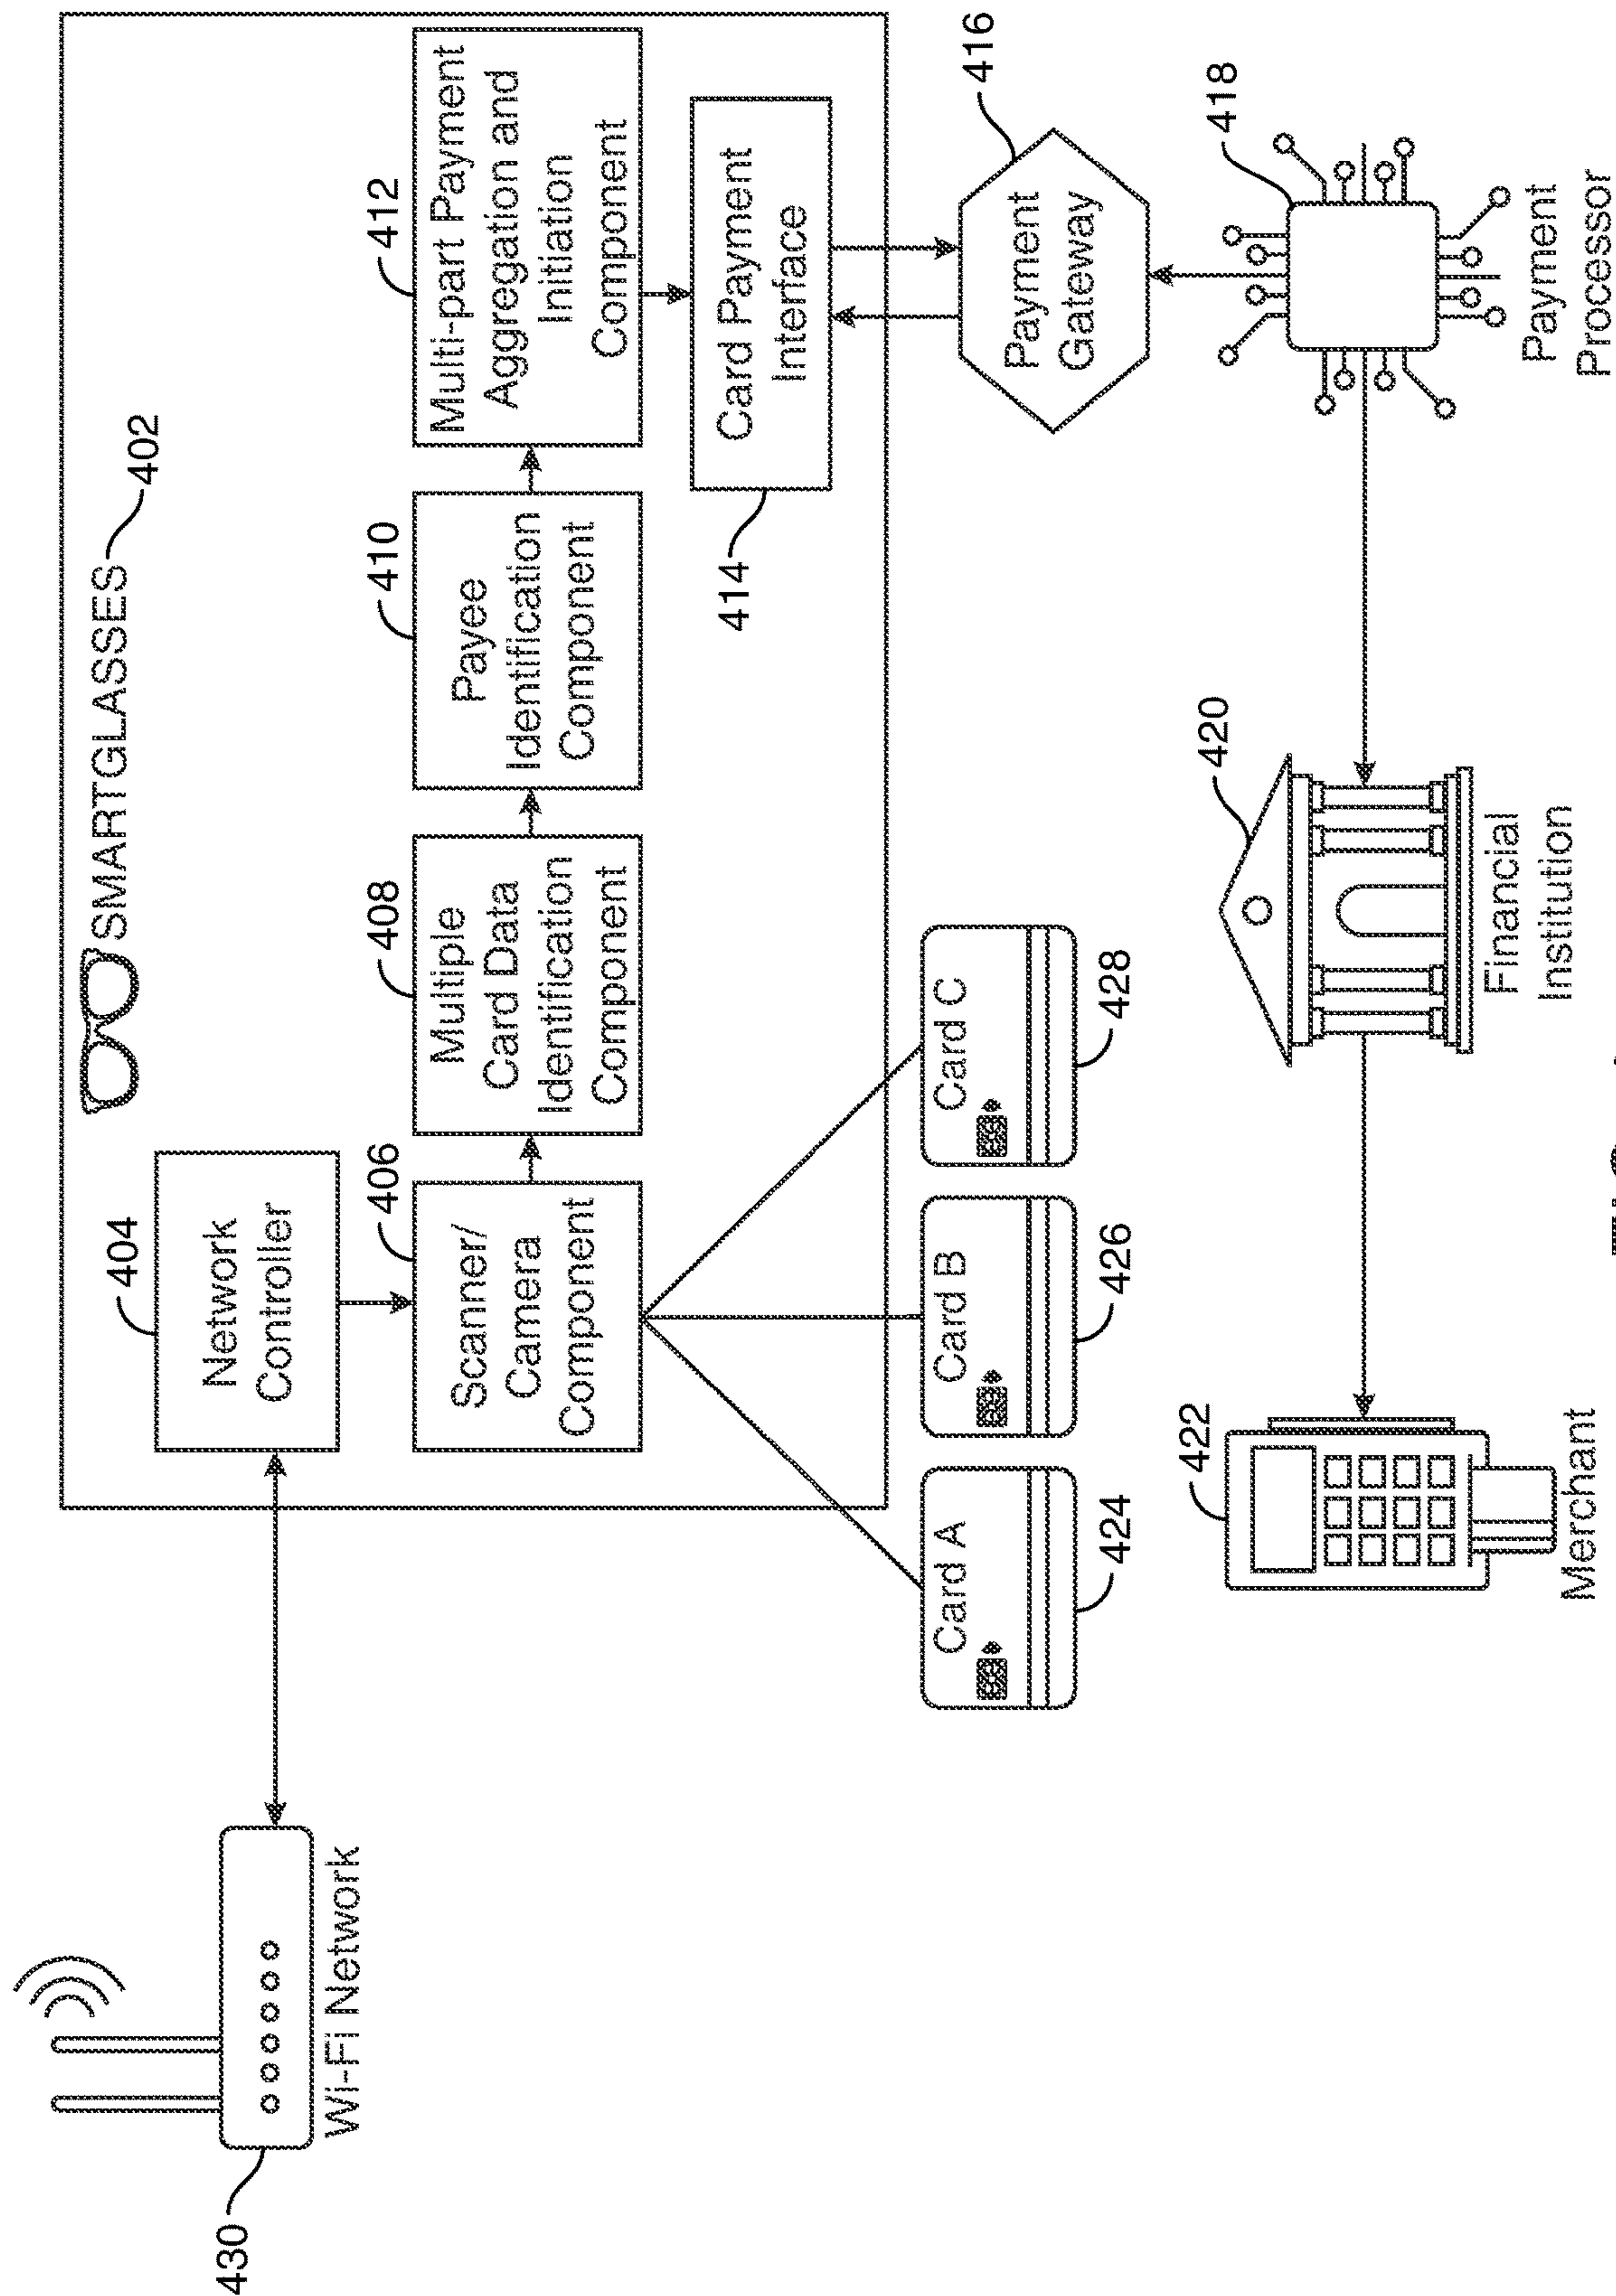 SMARTGLASSES
402
404
Network
Controller
406
Scanner/
Camera
Component
408
Multiple
Card Data
Identification
Component
410
Payee
Identification
Component
412
Multi-part Payment
Aggregation and
Initiation
Component
414
Card Payment
Interface
430
Wi-Fi Network
Card A
424
Card B
426
Card C
428
416
Payment
Gateway
418
Payment
Processor
420
Financial
Institution
422
Merchant